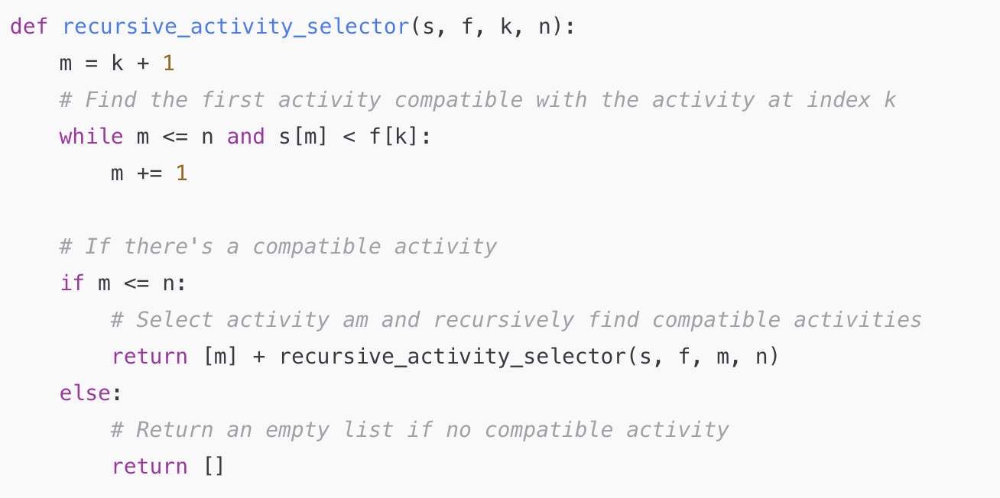 def recursive_activity_selector(s, f, k, n):
    m = k + 1
    # Find the first activity compatible with the activity at index k
    while m <= n and s[m] < f[k]:
        m += 1

    # If there's a compatible activity
    if m <= n:
        # Select activity am and recursively find compatible activities
        return [m] + recursive_activity_selector(s, f, m, n)
    else:
        # Return an empty list if no compatible activity
        return []